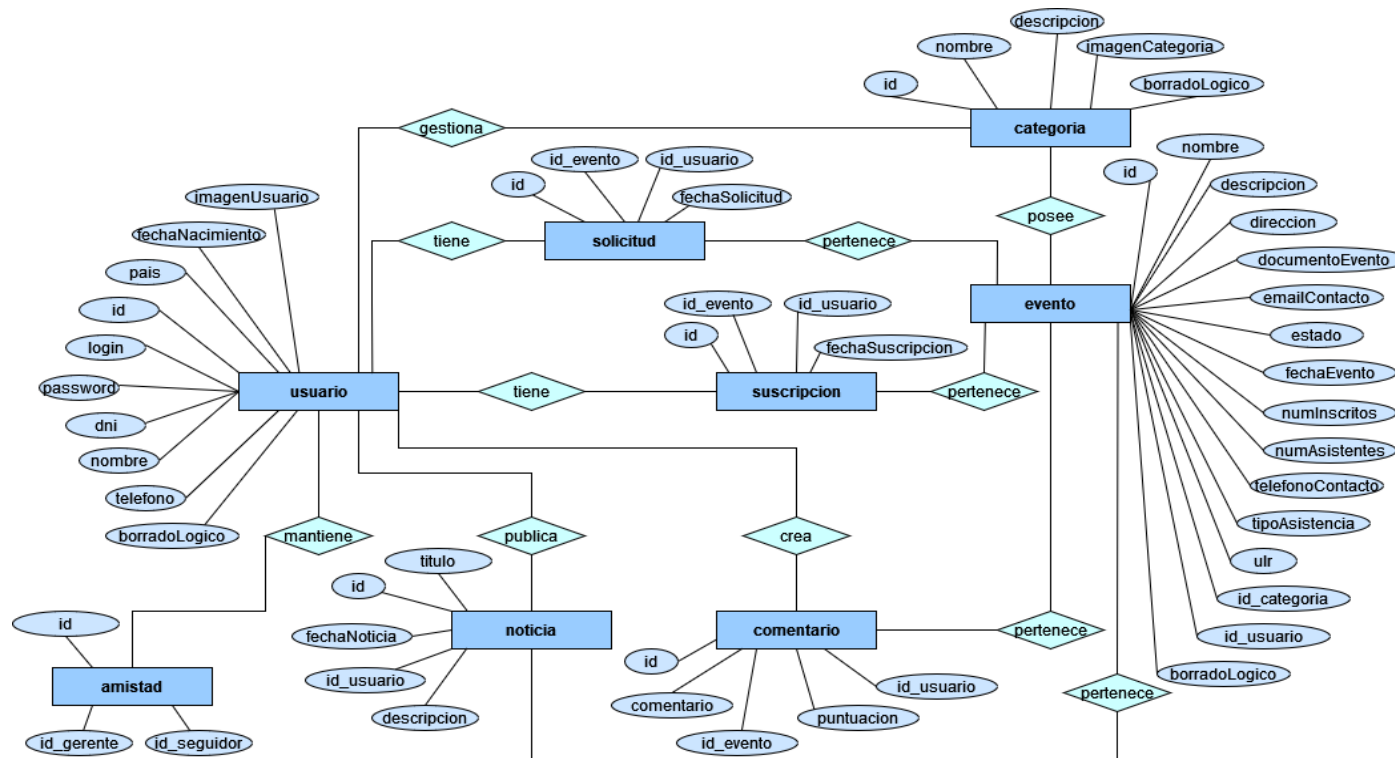 descripcion
nombre
imagenCategoria
id
borradoLogico
gestiona
categoria
nombre
id_evento
id_usuario
id
imagenUsuario
id
fechaSolicitud
descripcion
posee
direccion
fechaNacimiento
tiene
solicitud
pertenece
documentoEvento
pais
id_evento
id_usuario
emailContacto
evento
id
id
estado
login
fechaSuscripcion
fechaEvento
password
usuario
tiene
suscripcion
pertenece
numInscritos
dni
numAsistentes
nombre
telefonoContacto
telefono
tipoAsistencia
borradoLogico
mantiene
publica
crea
titulo
ulr
id
id_categoria
id
fechaNoticia
noticia
comentario
pertenece
id_usuario
id
id_usuario
borradoLogico
amistad
id_usuario
comentario
pertenece
descripcion
puntuacion
id_gerente
id_seguidor
id_evento